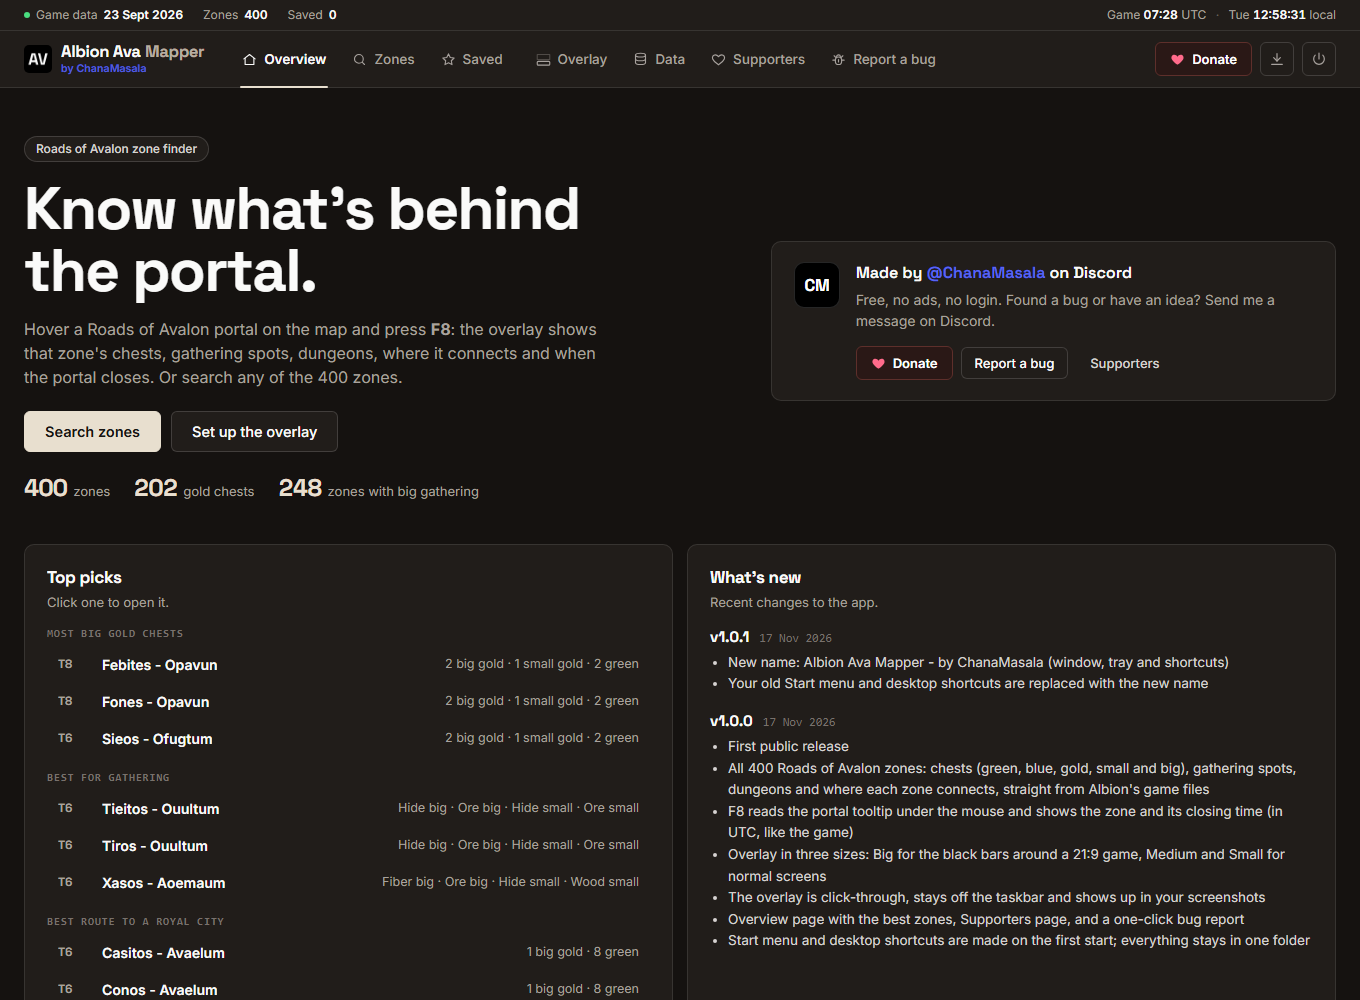 Game data 23 Sept 2026 Zones 400 Saved 0
Game 07:28 UTC · Tue 12:58:31 local
AV Albion Ava Mapper
by ChanaMasala
Overview Zones Saved Overlay Data Supporters Report a bug
Donate
Roads of Avalon zone finder
Know what's behind
the portal.
Hover a Roads of Avalon portal on the map and press F8: the overlay shows
that zone's chests, gathering spots, dungeons, where it connects and when
the portal closes. Or search any of the 400 zones.
Search zones Set up the overlay
400 zones 202 gold chests 248 zones with big gathering
CM
Made by @ChanaMasala on Discord
Free, no ads, no login. Found a bug or have an idea? Send me a
message on Discord.
Donate Report a bug Supporters
Top picks
Click one to open it.
MOST BIG GOLD CHESTS
T8 Febites - Opavun 2 big gold · 1 small gold · 2 green
T8 Fones - Opavun 2 big gold · 1 small gold · 2 green
T6 Sieos - Ofugtum 2 big gold · 1 small gold · 2 green
BEST FOR GATHERING
T6 Tieitos - Ouultum Hide big · Ore big · Hide small · Ore small
T6 Tiros - Ouultum Hide big · Ore big · Hide small · Ore small
T6 Xasos - Aoemaum Fiber big · Ore big · Hide small · Wood small
BEST ROUTE TO A ROYAL CITY
T6 Casitos - Avaelum 1 big gold · 8 green
T6 Conos - Avaelum 1 big gold · 8 green
What's new
Recent changes to the app.
v1.0.1 17 Nov 2026
• New name: Albion Ava Mapper - by ChanaMasala (window, tray and shortcuts)
• Your old Start menu and desktop shortcuts are replaced with the new name
v1.0.0 17 Nov 2026
• First public release
• All 400 Roads of Avalon zones: chests (green, blue, gold, small and big), gathering spots,
dungeons and where each zone connects, straight from Albion's game files
• F8 reads the portal tooltip under the mouse and shows the zone and its closing time (in
UTC, like the game)
• Overlay in three sizes: Big for the black bars around a 21:9 game, Medium and Small for
normal screens
• The overlay is click-through, stays off the taskbar and shows up in your screenshots
• Overview page with the best zones, Supporters page, and a one-click bug report
• Start menu and desktop shortcuts are made on the first start; everything stays in one folder